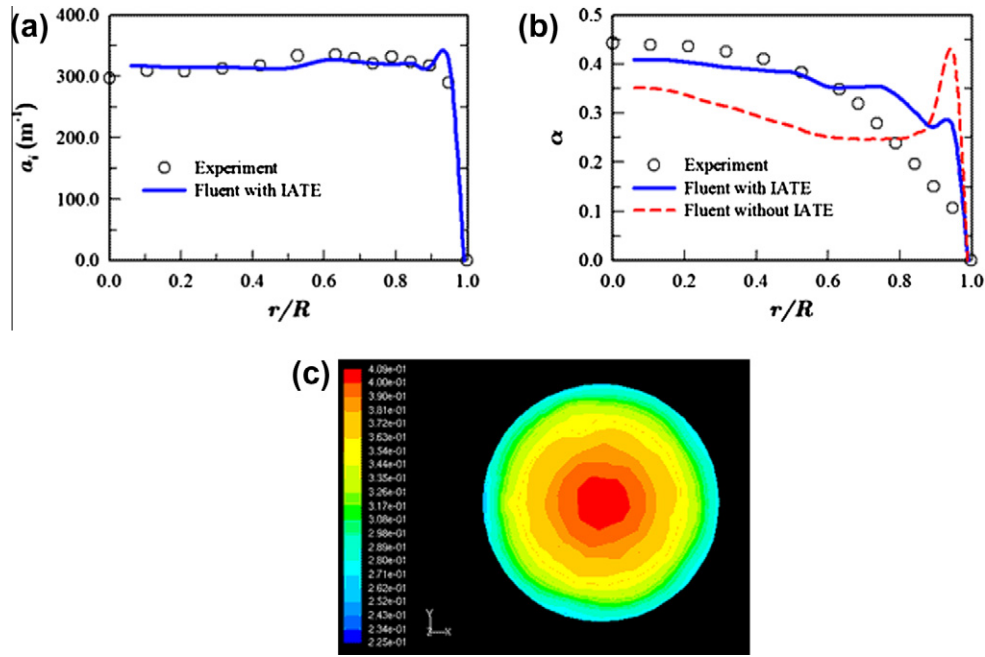 (a)
400.0
300.0
200.0
100.0
0.0
0.0 0.2 0.4 0.6 0.8 1.0
aᵢ (m⁻¹)
r/R
Experiment
Fluent with IATE
(b)
0.5
0.4
0.3
0.2
0.1
0.0
0.0 0.2 0.4 0.6 0.8 1.0
α
r/R
Experiment
Fluent with IATE
Fluent without IATE
(c)
4.09e-01
4.00e-01
3.90e-01
3.81e-01
3.72e-01
3.63e-01
3.54e-01
3.44e-01
3.35e-01
3.26e-01
3.17e-01
3.08e-01
2.98e-01
2.89e-01
2.80e-01
2.71e-01
2.62e-01
2.52e-01
2.43e-01
2.34e-01
2.25e-01
Y
Z X